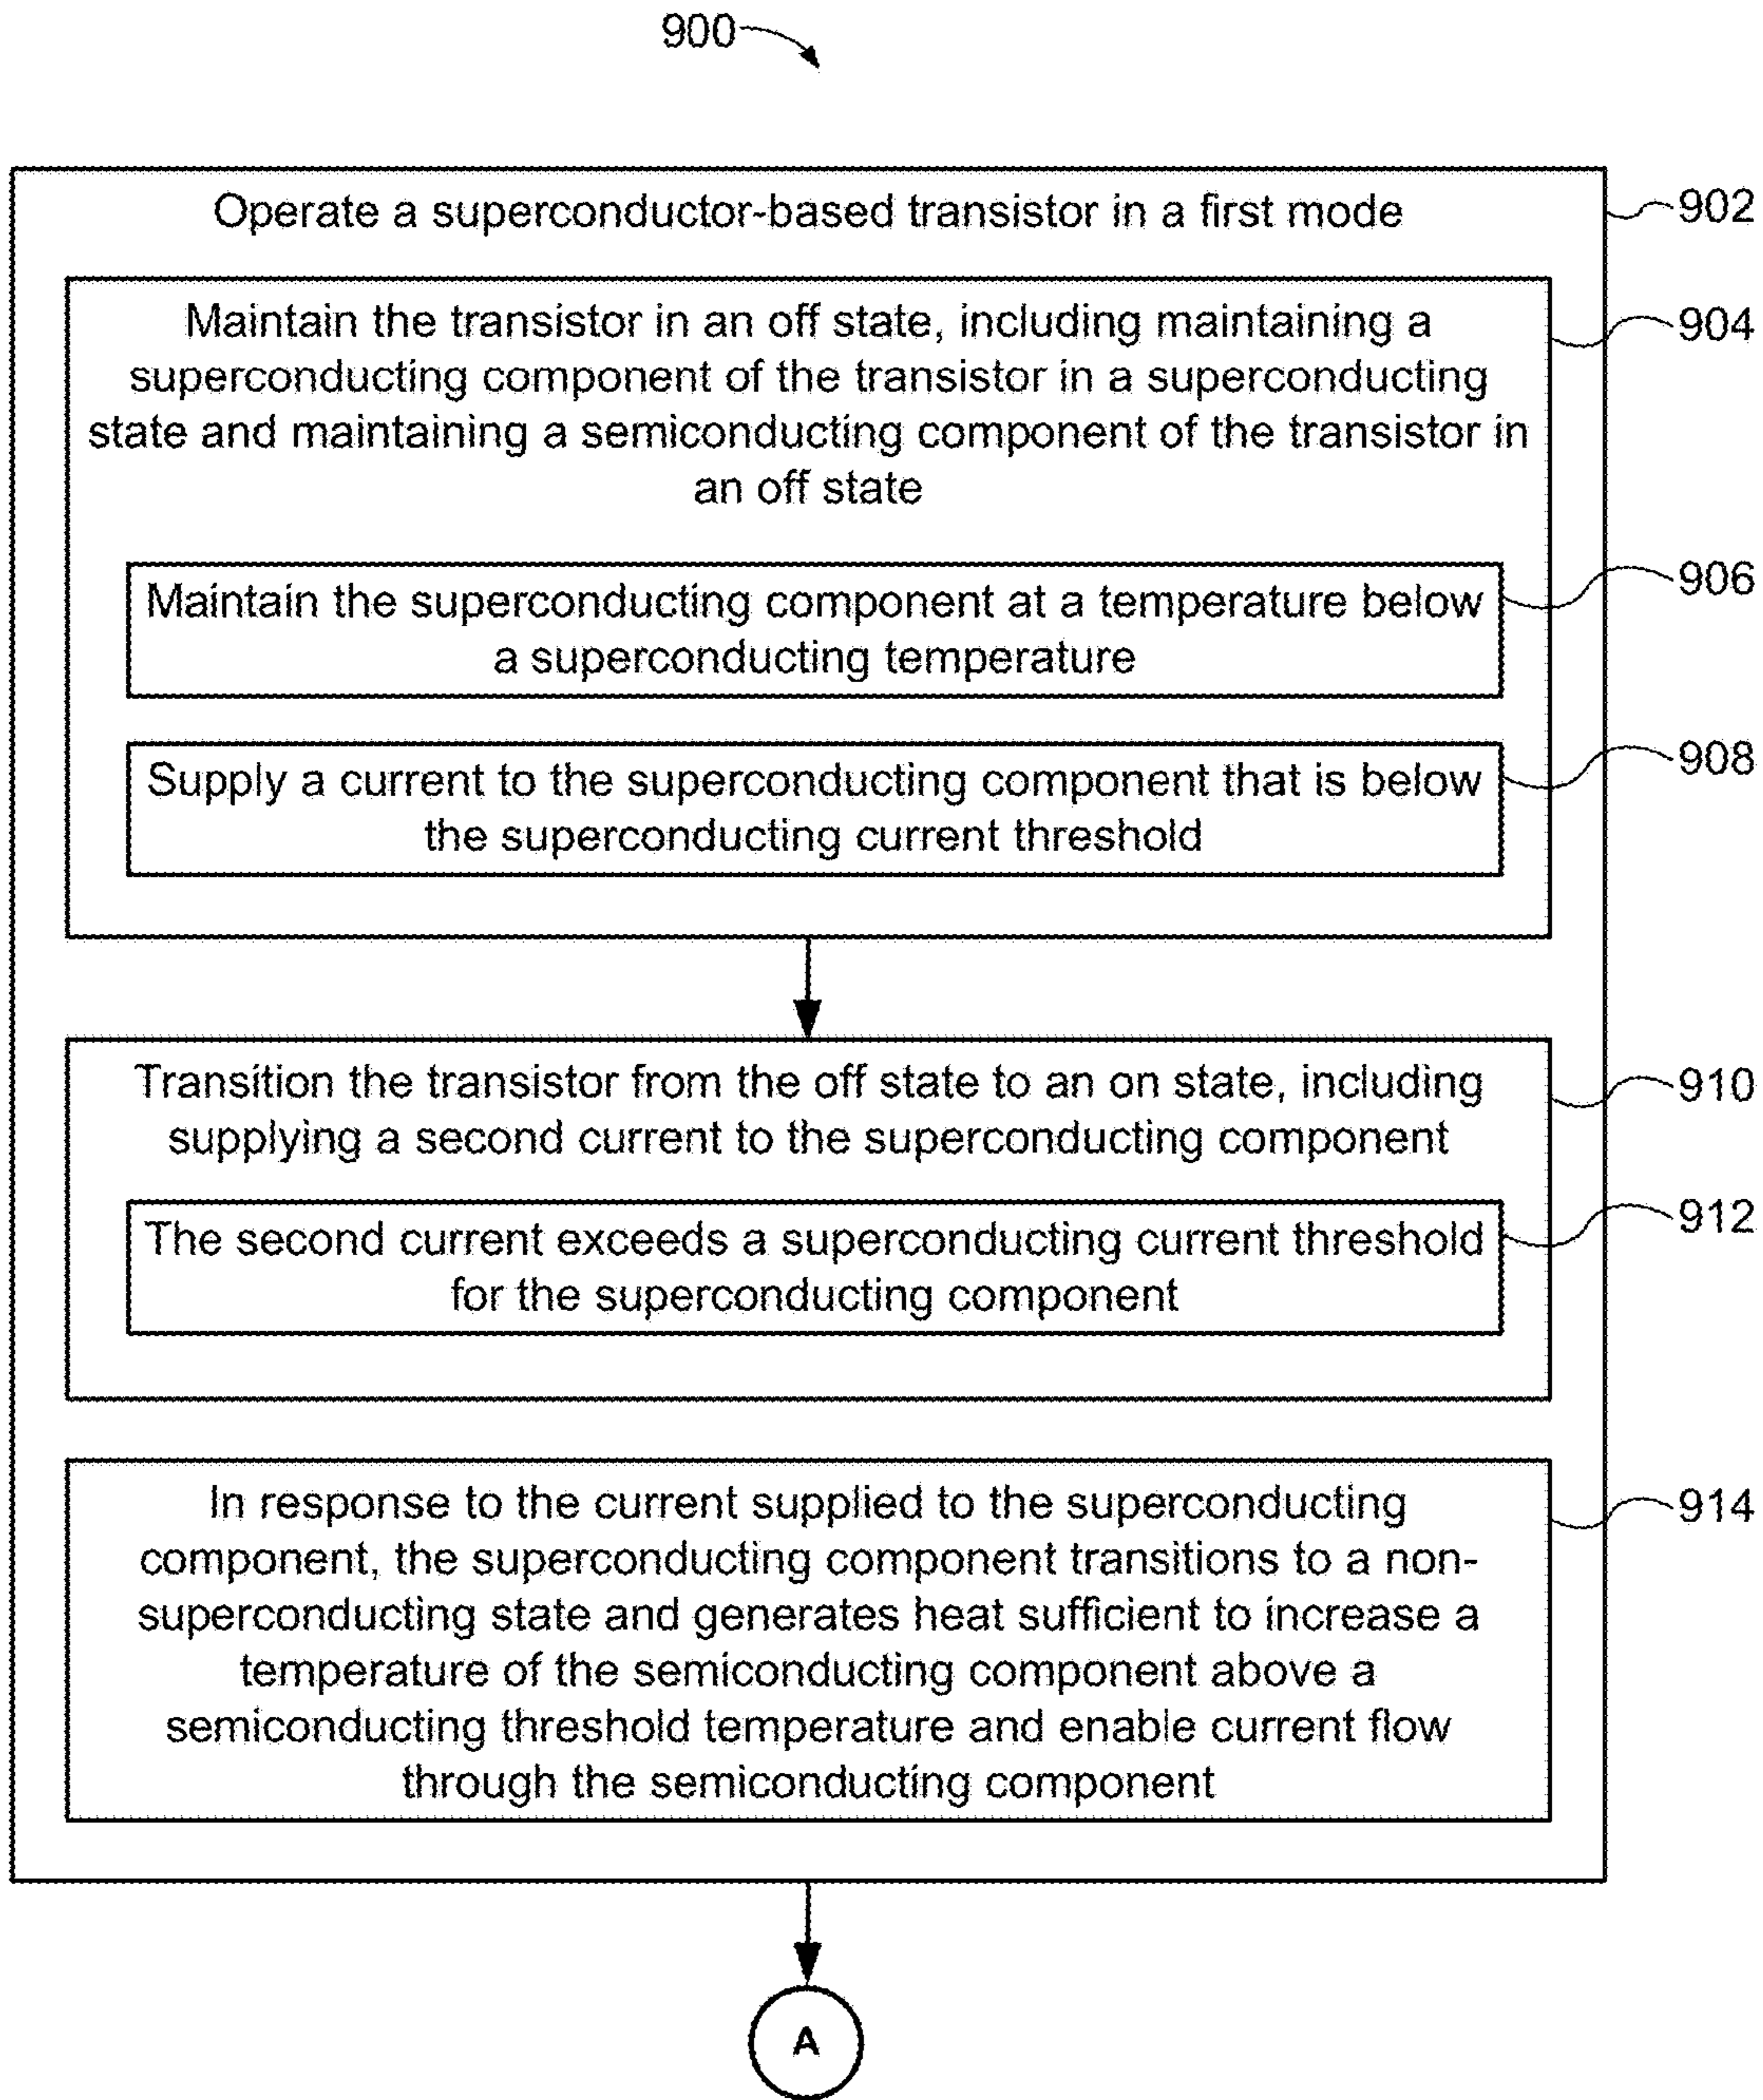 900
Operate a superconductor-based transistor in a first mode
902
Maintain the transistor in an off state, including maintaining a
superconducting component of the transistor in a superconducting
state and maintaining a semiconducting component of the transistor in
an off state
904
Maintain the superconducting component at a temperature below
a superconducting temperature
906
Supply a current to the superconducting component that is below
the superconducting current threshold
908
Transition the transistor from the off state to an on state, including
supplying a second current to the superconducting component
910
The second current exceeds a superconducting current threshold
for the superconducting component
912
In response to the current supplied to the superconducting
component, the superconducting component transitions to a non-
superconducting state and generates heat sufficient to increase a
temperature of the semiconducting component above a
semiconducting threshold temperature and enable current flow
through the semiconducting component
914
A